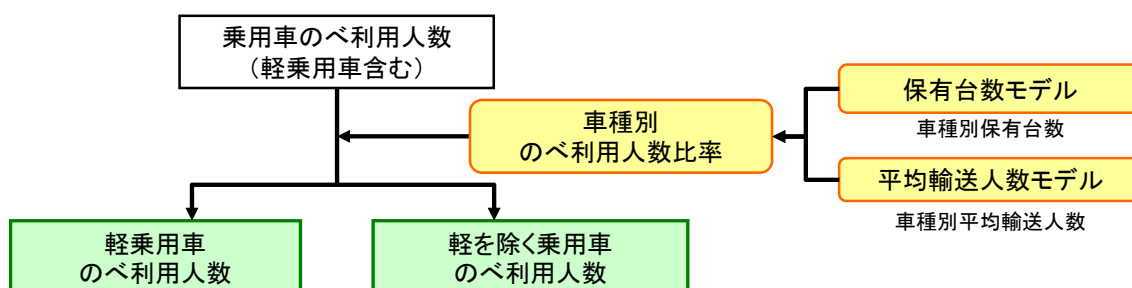 乗用車のべ利用人数
（軽乗用車含む）
車種別
のべ利用人数比率
保有台数モデル
車種別保有台数
平均輸送人数モデル
車種別平均輸送人数
軽乗用車
のべ利用人数
軽を除く乗用車
のべ利用人数